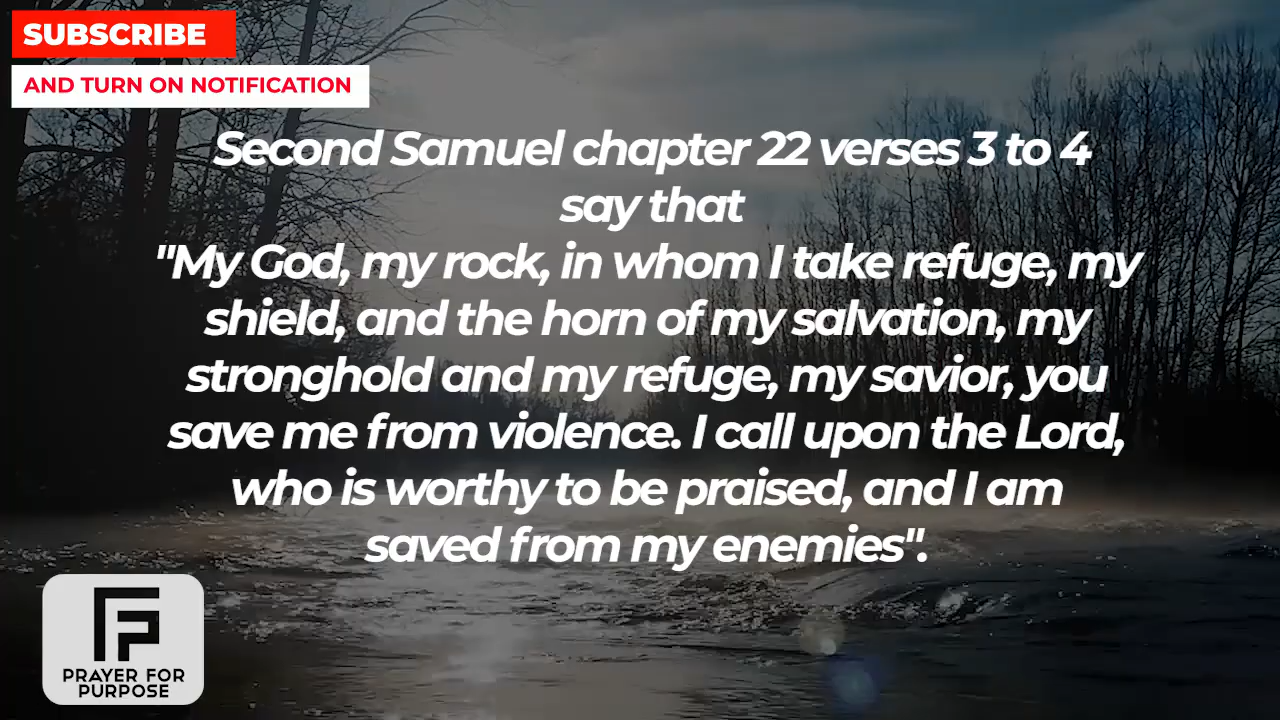 SUBSCRIBE
AND TURN ON NOTIFICATION
Second Samuel chapter 22 verses 3 to 4
say that
"My God, my rock, in whom I take refuge, my
shield, and the horn of my salvation, my
stronghold and my refuge, my savior, you
save me from violence. I call upon the Lord,
who is worthy to be praised, and I am
saved from my enemies".
PRAYER FOR
PURPOSE